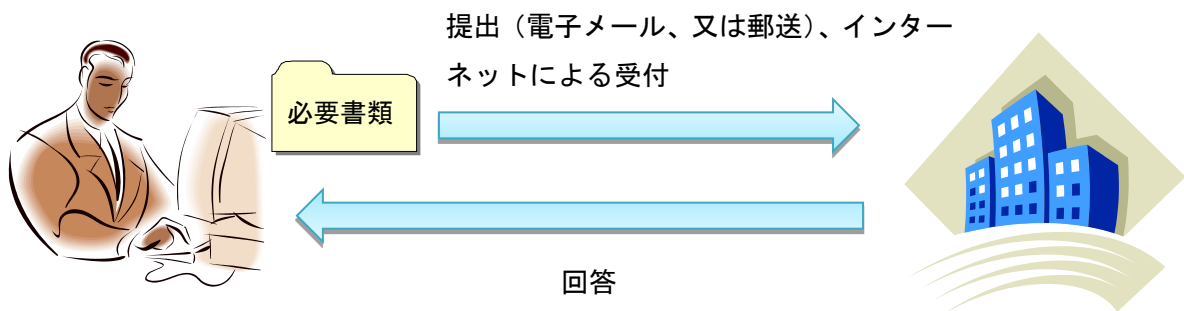 提出（電子メール、又は郵送）、インター
ネットによる受付
必要書類
回答